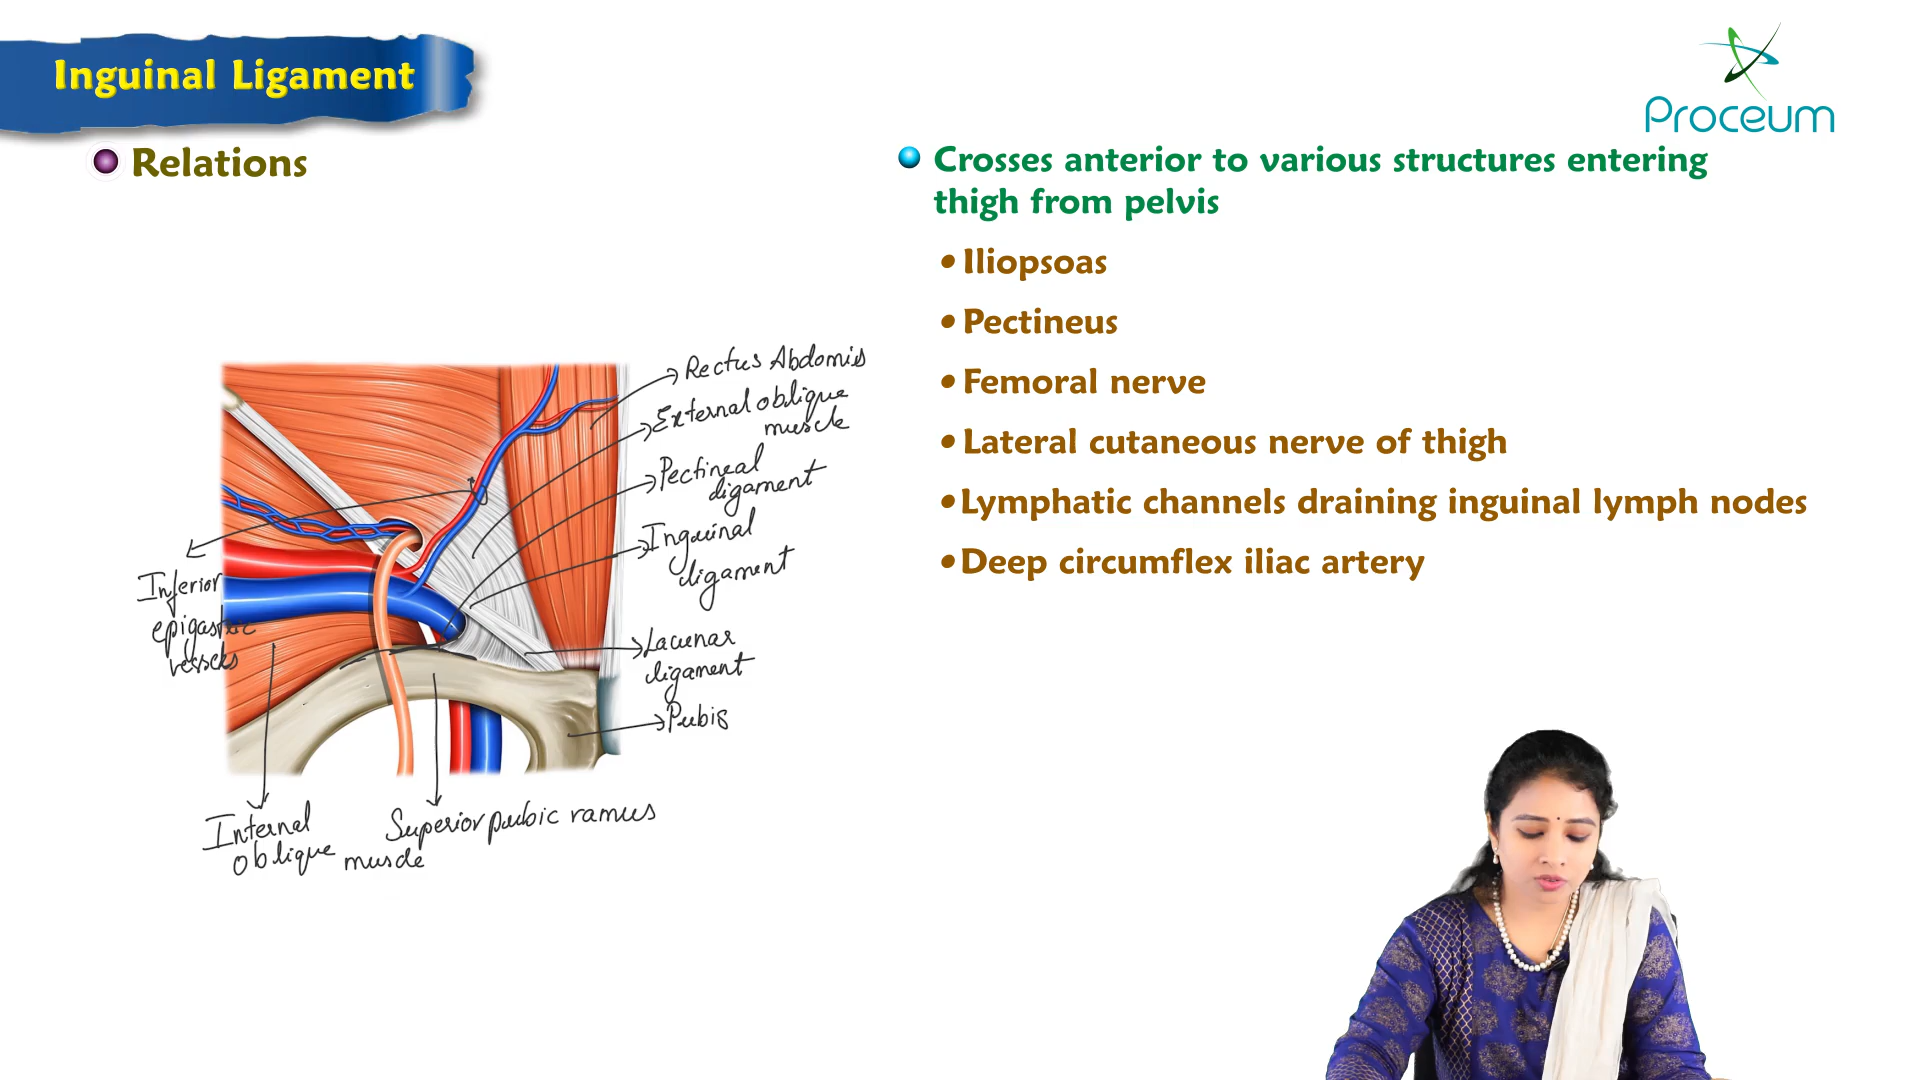 Inguinal Ligament
Proceum
Relations
Crosses anterior to various structures entering
thigh from pelvis
• Iliopsoas
• Pectineus
• Femoral nerve
• Lateral cutaneous nerve of thigh
• Lymphatic channels draining inguinal lymph nodes
• Deep circumflex iliac artery
Rectus Abdomis
External oblique
muscle
Pectineal
ligament
Inguinal
ligament
Lacunar
ligament
Pubis
Inferior
epigastric
vessels
Internal
oblique muscle
Superior pubic ramus